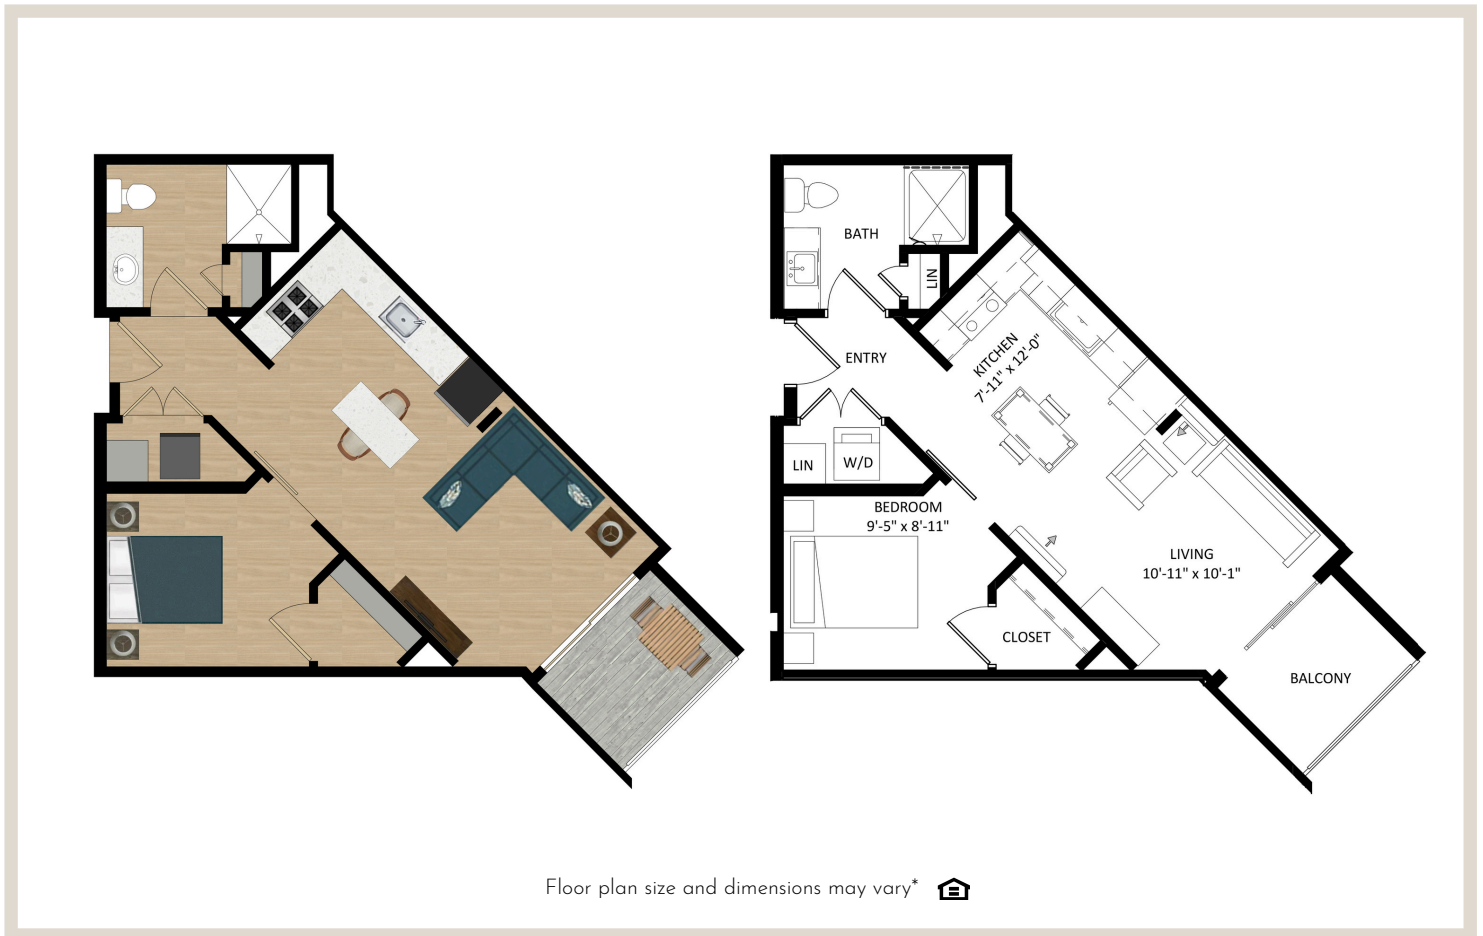 BATH
LIN
ENTRY
KITCHEN
7'-11" x 12'-0"
LIN
W/D
BEDROOM
9'-5" x 8'-11"
LIVING
10'-11" x 10'-1"
CLOSET
BALCONY
Floor plan size and dimensions may vary*